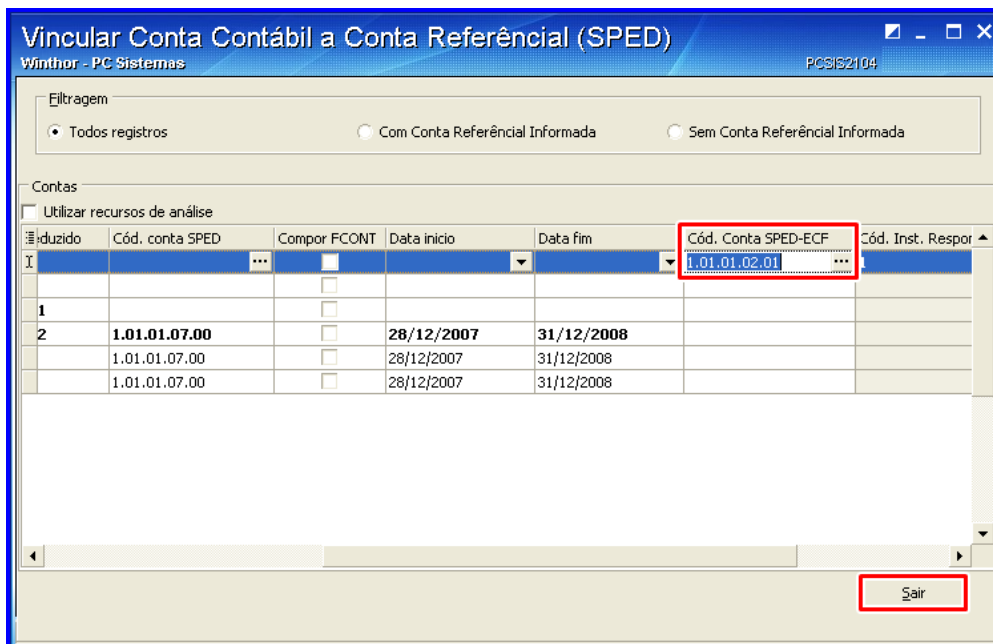 Vincular Conta Contábil a Conta Referêncial (SPED)
Winthor - PC Sistemas PCSIS2104
Filtragem
Todos registros Com Conta Referêncial Informada Sem Conta Referêncial Informada
Contas
Utilizar recursos de análise
eduzido Cód. conta SPED Compor FCONT Data inicio Data fim Cód. Conta SPED-ECF Cód. Inst. Respor
1.01.01.02.01
1
2 1.01.01.07.00 28/12/2007 31/12/2008
1.01.01.07.00 28/12/2007 31/12/2008
1.01.01.07.00 28/12/2007 31/12/2008
Sair